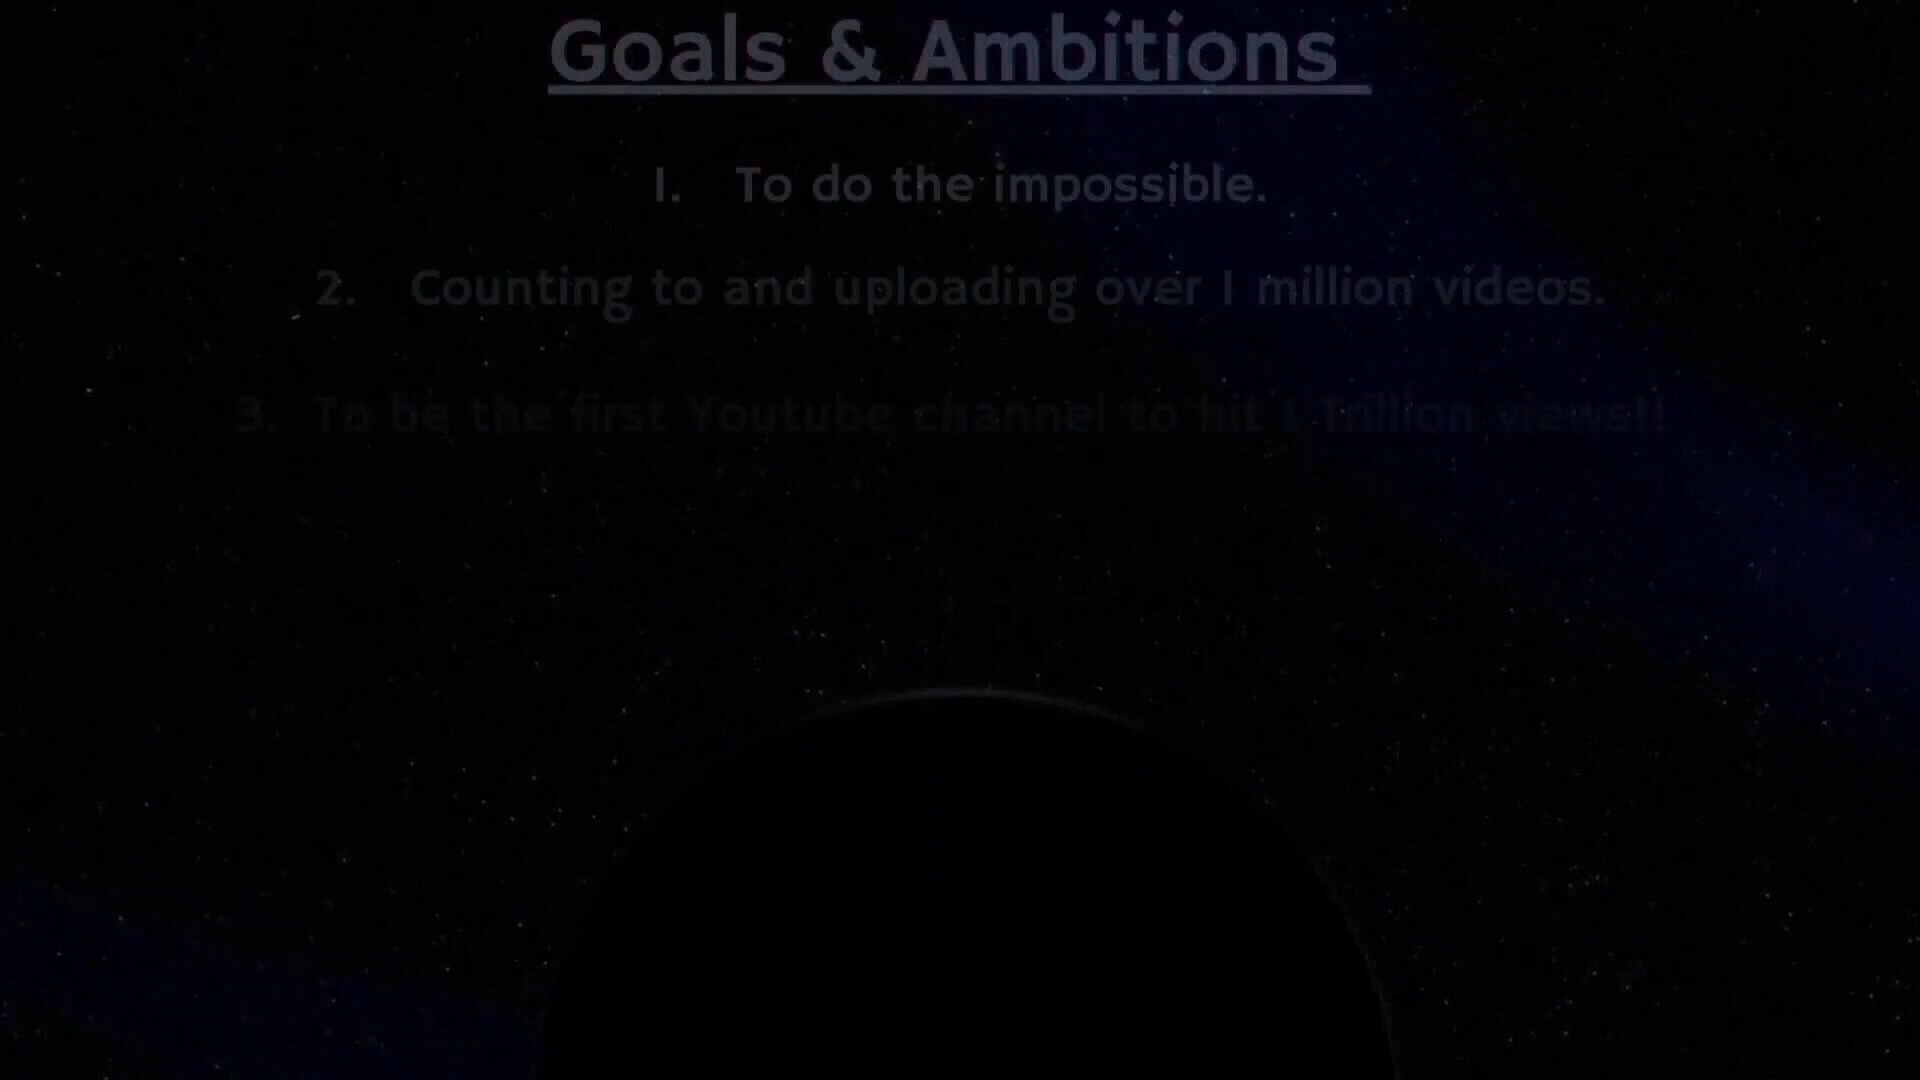 Goals & Ambitions
1. To do the impossible.
2. Counting to and uploading over 1 million videos.
3. To be the first Youtube channel to hit 1 Trillion views!!